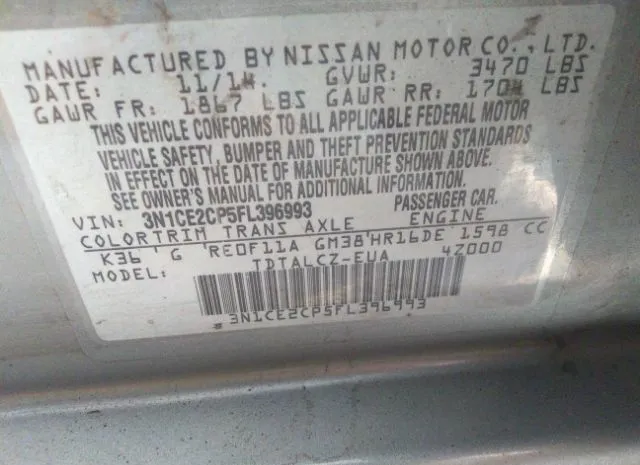 MANUFACTURED BY NISSAN MOTOR CO., LTD.
DATE: 11/14. GVWR: 3470 LBS
GAWR FR: 1867 LBS GAWR RR: 1704 LBS
THIS VEHICLE CONFORMS TO ALL APPLICABLE FEDERAL MOTOR
VEHICLE SAFETY, BUMPER AND THEFT PREVENTION STANDARDS
IN EFFECT ON THE DATE OF MANUFACTURE SHOWN ABOVE.
SEE OWNER'S MANUAL FOR ADDITIONAL INFORMATION.
VIN: 3N1CE2CP5FL396993 PASSENGER CAR.
COLOR TRIM TRANS AXLE ENGINE
K36 G RE0F11A GM38 HR16DE 1598 CC
MODEL: TDTALCZ-EUA 4Z000
3N1CE2CP5FL396993